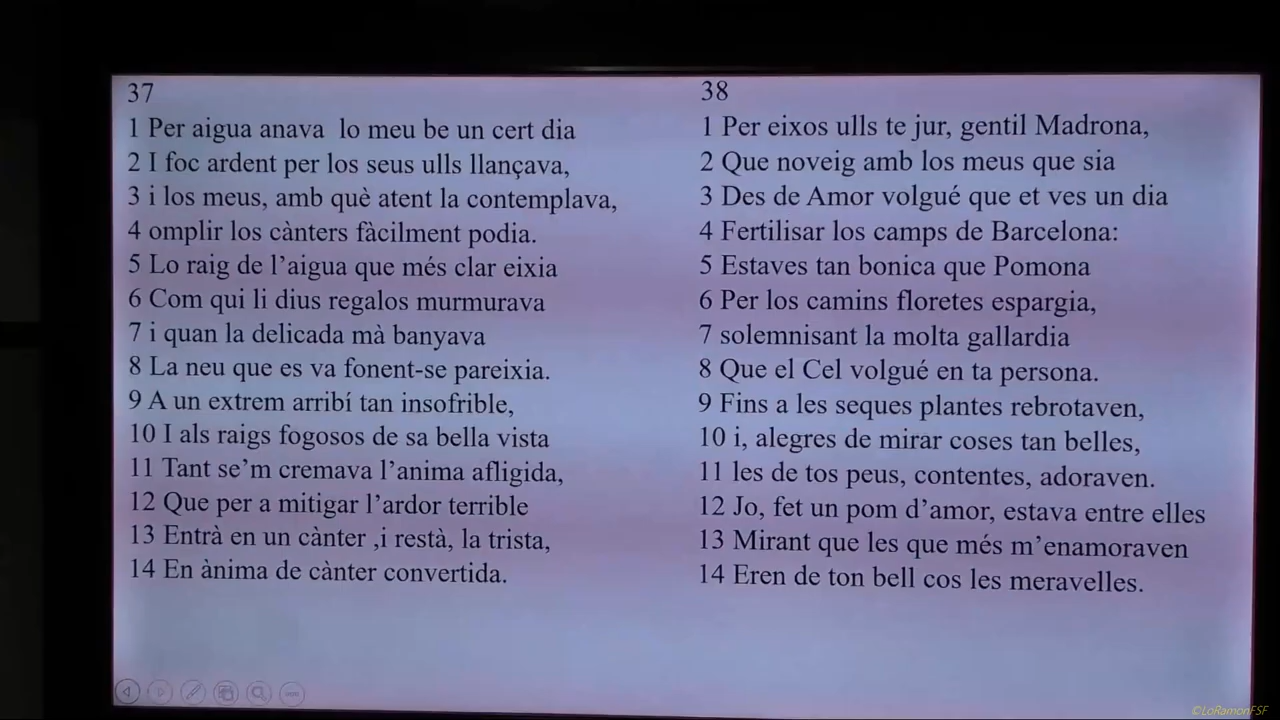 37
1 Per aigua anava lo meu be un cert dia
2 I foc ardent per los seus ulls llançava,
3 i los meus, amb què atent la contemplava,
4 omplir los cànters fàcilment podia.
5 Lo raig de l'aigua que més clar eixia
6 Com qui li dius regalos murmurava
7 i quan la delicada mà banyava
8 La neu que es va fonent-se pareixia.
9 A un extrem arribí tan insofrible,
10 I als raigs fogosos de sa bella vista
11 Tant se'm cremava l'anima afligida,
12 Que per a mitigar l'ardor terrible
13 Entrà en un cànter ,i restà, la trista,
14 En ànima de cànter convertida.
38
1 Per eixos ulls te jur, gentil Madrona,
2 Que noveig amb los meus que sia
3 Des de Amor volgué que et ves un dia
4 Fertilisar los camps de Barcelona:
5 Estaves tan bonica que Pomona
6 Per los camins floretes espargia,
7 solemnisant la molta gallardia
8 Que el Cel volgué en ta persona.
9 Fins a les seques plantes rebrotaven,
10 i, alegres de mirar coses tan belles,
11 les de tos peus, contentes, adoraven.
12 Jo, fet un pom d'amor, estava entre elles
13 Mirant que les que més m'enamoraven
14 Eren de ton bell cos les meravelles.
©LoRamonFSF